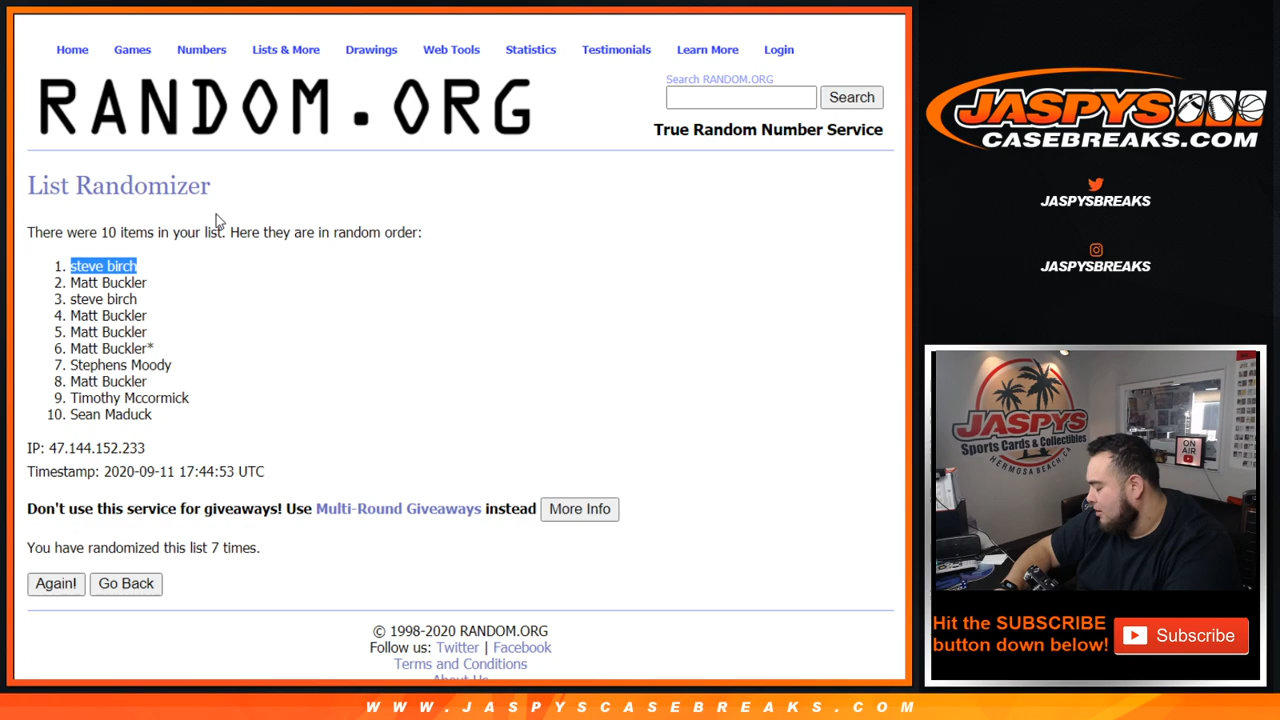 Home Games Numbers Lists & More Drawings Web Tools Statistics Testimonials Learn More Login
RANDOM.ORG
Search RANDOM.ORG
Search
True Random Number Service
List Randomizer
There were 10 items in your list. Here they are in random order:
1. steve birch
2. Matt Buckler
3. steve birch
4. Matt Buckler
5. Matt Buckler
6. Matt Buckler*
7. Stephens Moody
8. Matt Buckler
9. Timothy Mccormick
10. Sean Maduck
IP: 47.144.152.233
Timestamp: 2020-09-11 17:44:53 UTC
Don't use this service for giveaways! Use Multi-Round Giveaways instead More Info
You have randomized this list 7 times.
Again! Go Back
© 1998-2020 RANDOM.ORG
Follow us: Twitter | Facebook
Terms and Conditions
About Us
JASPYS
CASEBREAKS.COM
JASPYSBREAKS
JASPYSBREAKS
JASPYS
Sports Cards & Collectibles
HERMOSA BEACH, CA
ON AIR
Hit the SUBSCRIBE
button down below!
Subscribe
WWW.JASPYSCASEBREAKS.COM